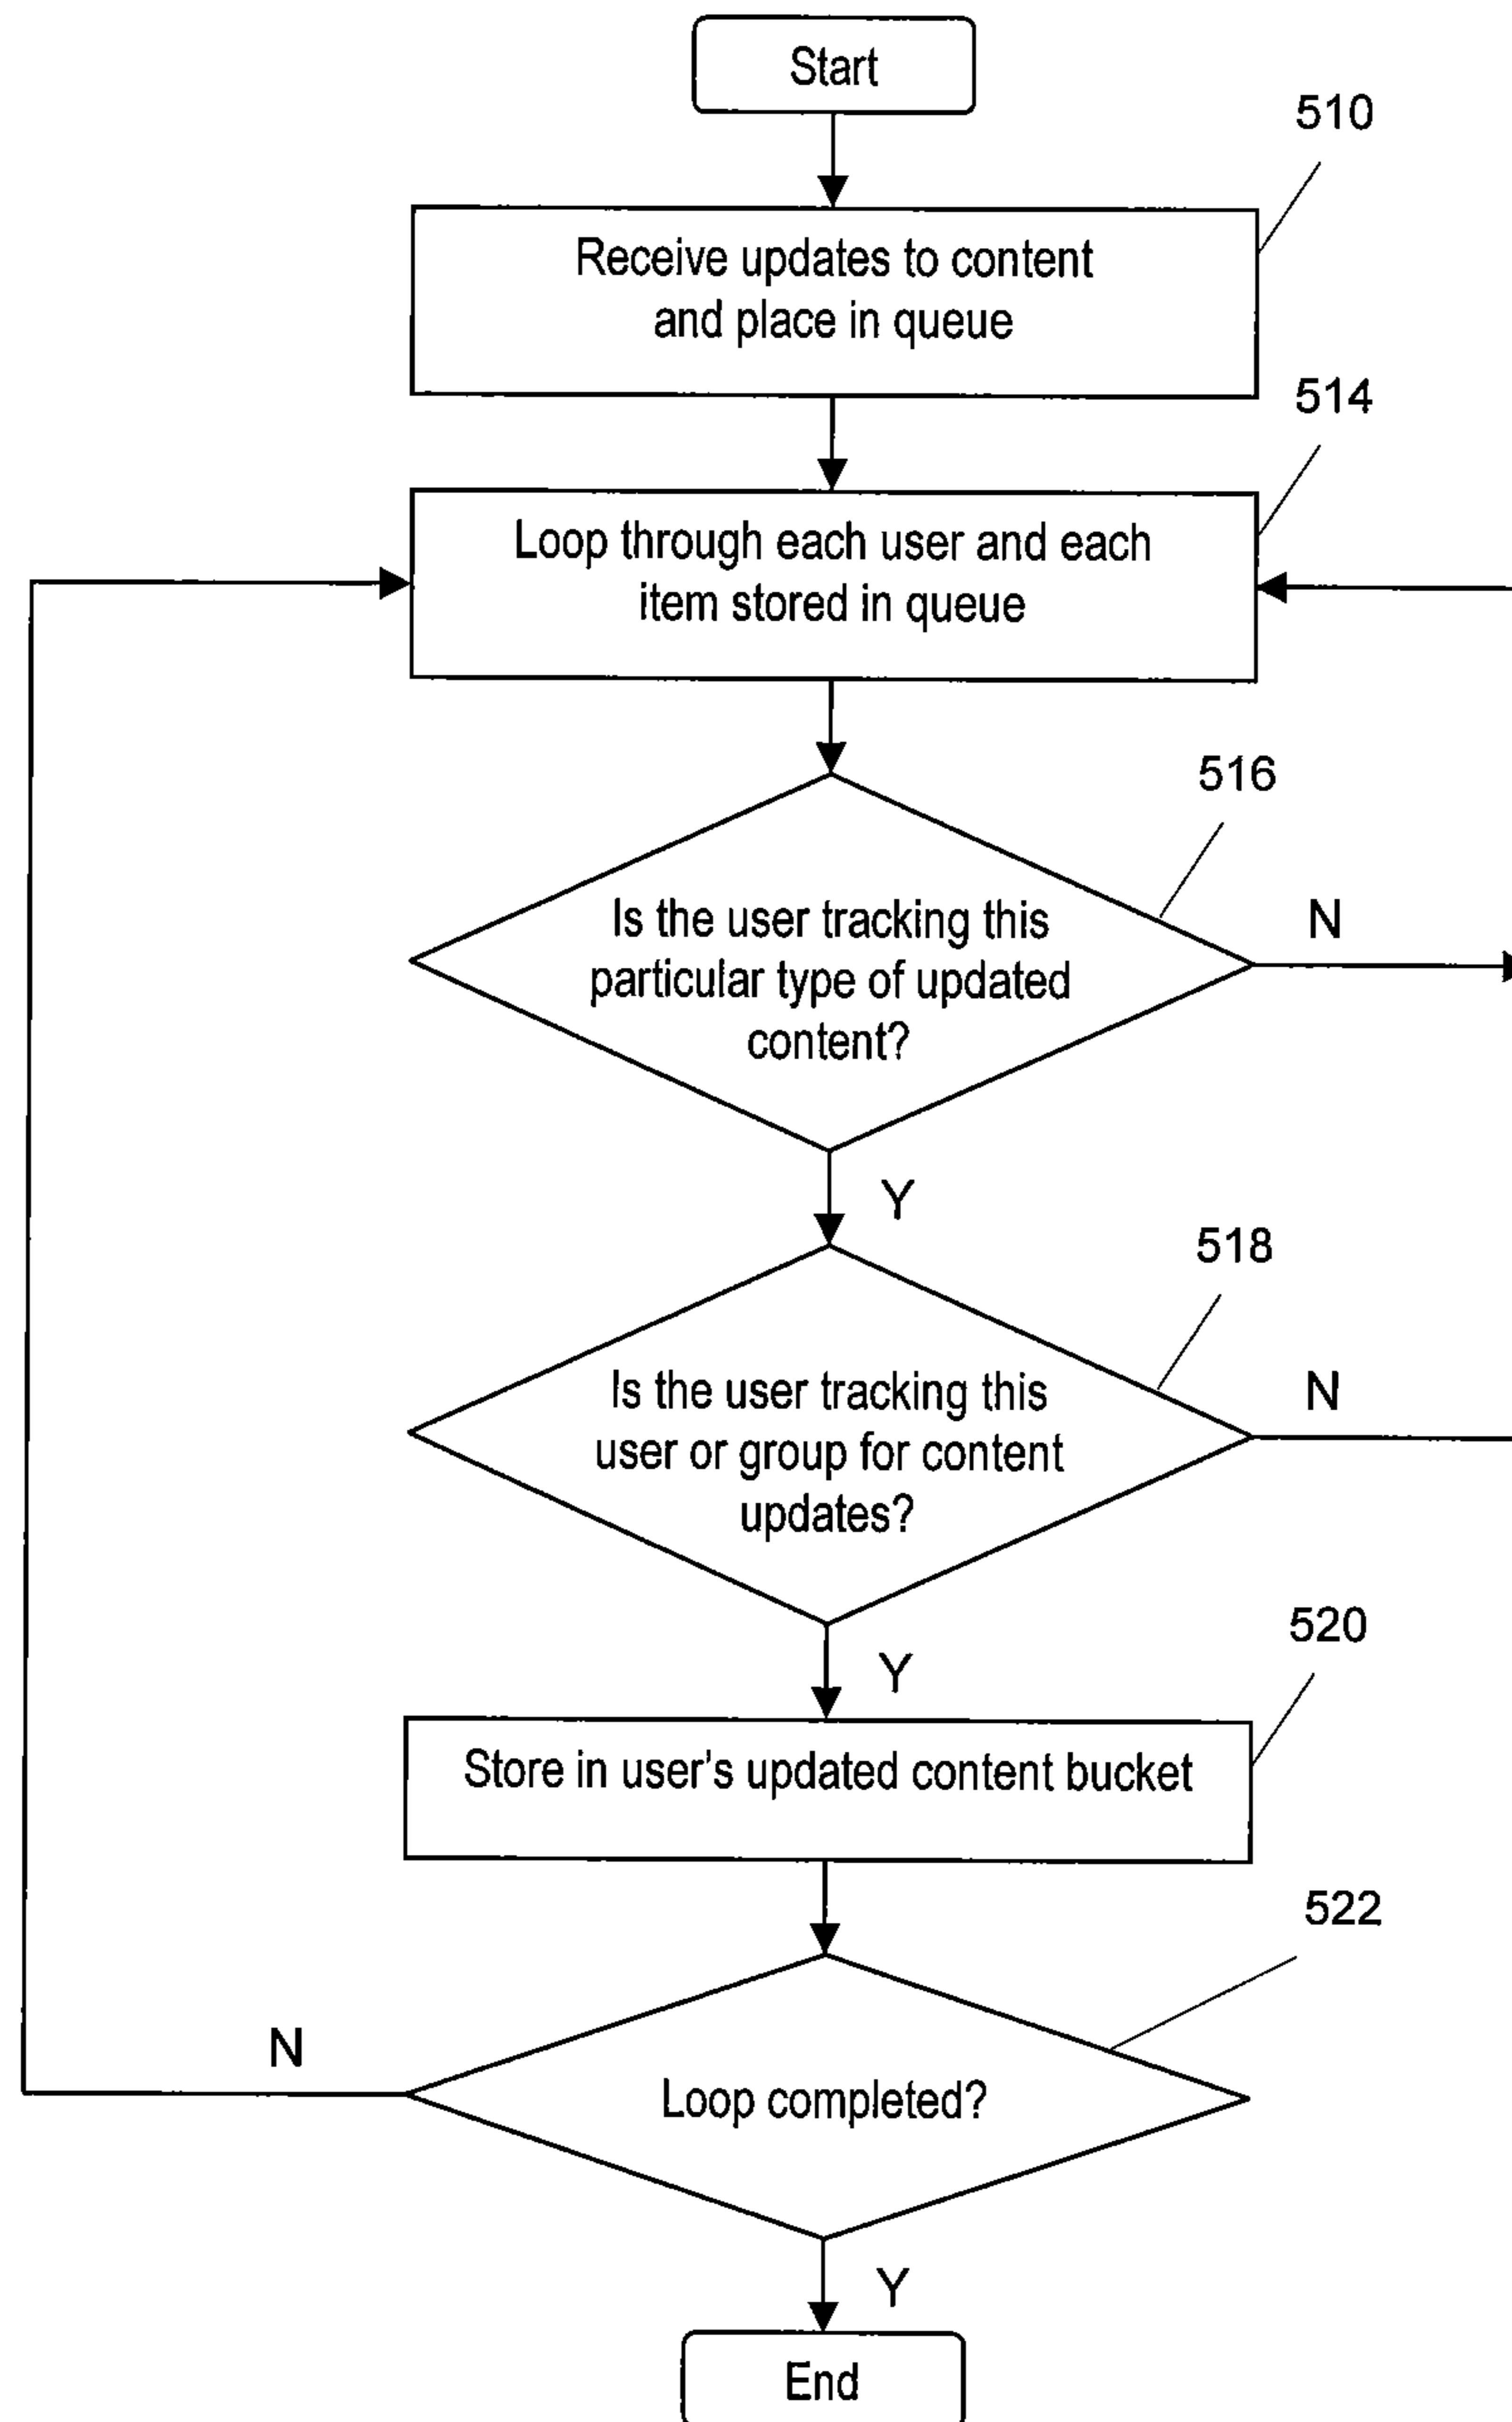 Start
510
Receive updates to content
and place in queue
514
Loop through each user and each
item stored in queue
516
Is the user tracking this
particular type of updated
content?
N
Y
518
Is the user tracking this
user or group for content
updates?
N
Y
520
Store in user's updated content bucket
522
Loop completed?
N
Y
End